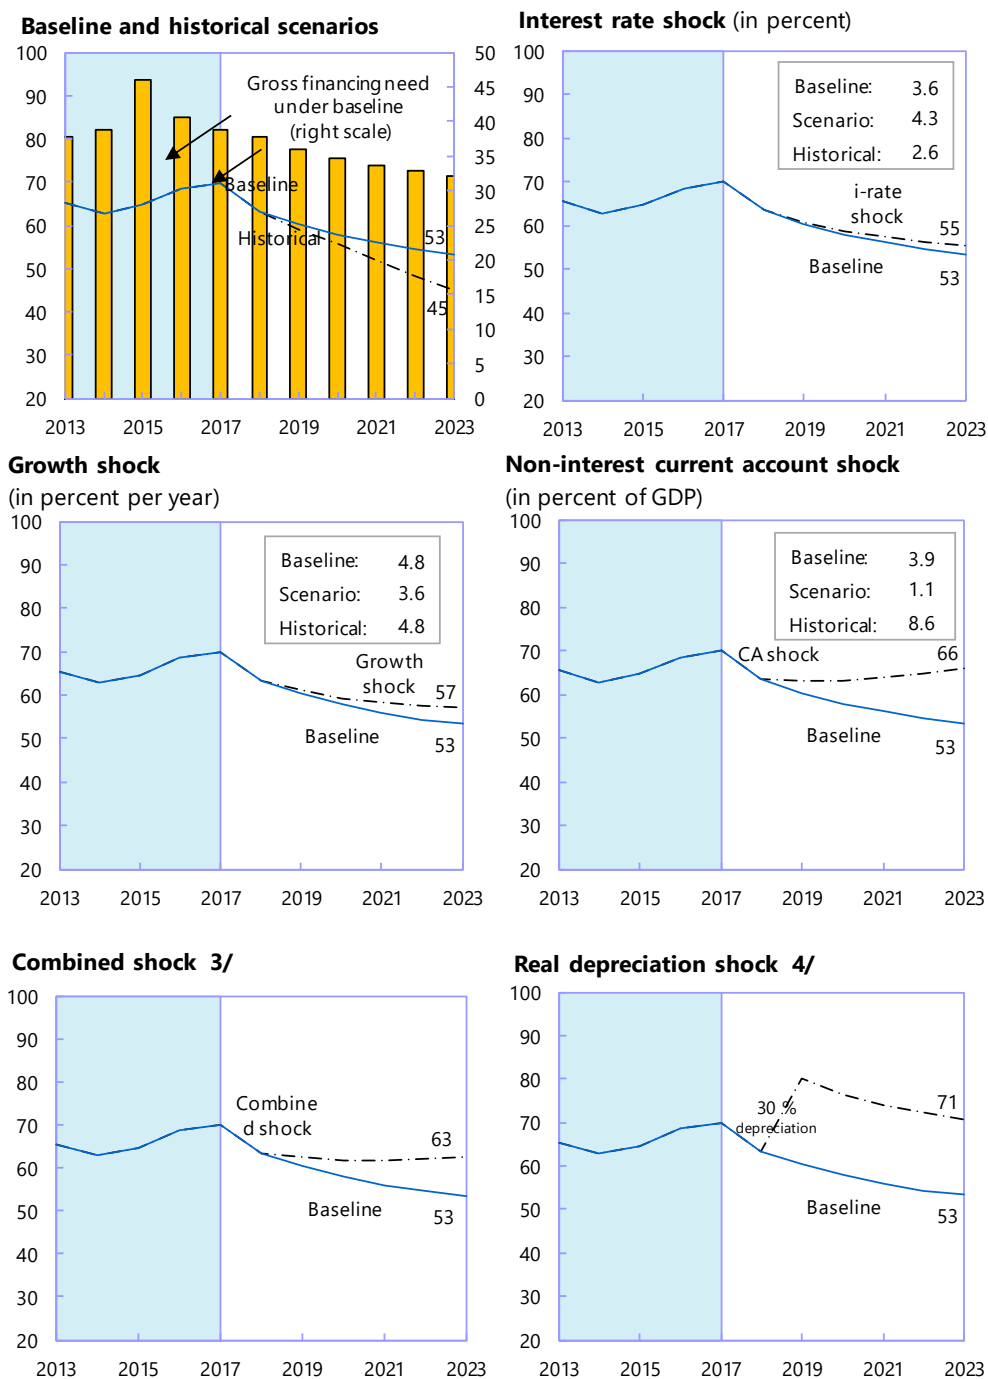 Baseline and historical scenarios
100
90
80
70
60
50
40
30
20
50
45
40
35
30
25
20
15
10
5
0
Gross financing need
under baseline
(right scale)
Baseline
Historical
53
45
2013 2015 2017 2019 2021 2023
Interest rate shock (in percent)
100
90
80
70
60
50
40
30
20
Baseline: 3.6
Scenario: 4.3
Historical: 2.6
i-rate
shock
55
Baseline
53
2013 2015 2017 2019 2021 2023
Growth shock
(in percent per year)
100
90
80
70
60
50
40
30
20
Baseline: 4.8
Scenario: 3.6
Historical: 4.8
Growth
shock
57
Baseline
53
2013 2015 2017 2019 2021 2023
Non-interest current account shock
(in percent of GDP)
100
90
80
70
60
50
40
30
20
Baseline: 3.9
Scenario: 1.1
Historical: 8.6
CA shock
66
Baseline
53
2013 2015 2017 2019 2021 2023
Combined shock 3/
100
90
80
70
60
50
40
30
20
Combine
d shock
63
Baseline
53
2013 2015 2017 2019 2021 2023
Real depreciation shock 4/
100
90
80
70
60
50
40
30
20
30 %
depreciation
71
Baseline
53
2013 2015 2017 2019 2021 2023